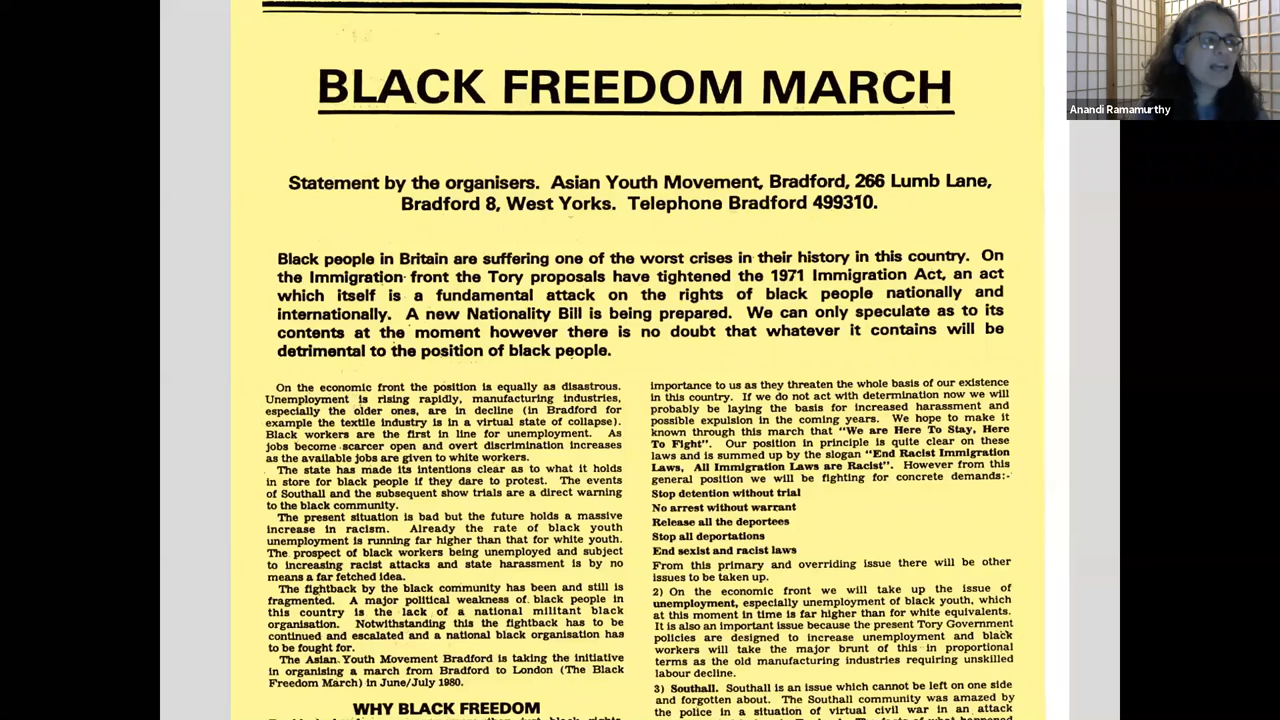 BLACK FREEDOM MARCH
Statement by the organisers. Asian Youth Movement, Bradford, 266 Lumb Lane,
Bradford 8, West Yorks. Telephone Bradford 499310.
Black people in Britain are suffering one of the worst crises in their history in this country. On
the Immigration front the Tory proposals have tightened the 1971 Immigration Act, an act
which itself is a fundamental attack on the rights of black people nationally and
internationally. A new Nationality Bill is being prepared. We can only speculate as to its
contents at the moment however there is no doubt that whatever it contains will be
detrimental to the position of black people.
On the economic front the position is equally as disastrous.
Unemployment is rising rapidly, manufacturing industries,
especially the older ones, are in decline (in Bradford for
example the textile industry is in a virtual state of collapse).
Black workers are the first in line for unemployment. As
jobs become scarcer open and overt discrimination increases
as the available jobs are given to white workers.
The state has made its intentions clear as to what it holds
in store for black people if they dare to protest. The events
of Southall and the subsequent show trials are a direct warning
to the black community.
The present situation is bad but the future holds a massive
increase in racism. Already the rate of black youth
unemployment is running far higher than that for white youth.
The prospect of black workers being unemployed and subject
to increasing racist attacks and state harassment is by no
means a far fetched idea.
The fightback by the black community has been and still is
fragmented. A major political weakness of black people in
this country is the lack of a national militant black
organisation. Notwithstanding this the fightback has to be
continued and escalated and a national black organisation has
to be fought for.
The Asian Youth Movement Bradford is taking the initiative
in organising a march from Bradford to London (The Black
Freedom March) in June/July 1980.
WHY BLACK FREEDOM
importance to us as they threaten the whole basis of our existence
in this country. If we do not act with determination now we will
probably be laying the basis for increased harassment and
possible expulsion in the coming years. We hope to make it
known through this march that "We are Here To Stay, Here
To Fight". Our position in principle is quite clear on these
laws and is summed up by the slogan "End Racist Immigration
Laws, All Immigration Laws are Racist". However from this
general position we will be fighting for concrete demands:-
Stop detention without trial
No arrest without warrant
Release all the deportees
Stop all deportations
End sexist and racist laws
From this primary and overriding issue there will be other
issues to be taken up.
2) On the economic front we will take up the issue of
unemployment, especially unemployment of black youth, which
at this moment in time is far higher than for white equivalents.
It is also an important issue because the present Tory Government
policies are designed to increase unemployment and black
workers will take the major brunt of this in proportional
terms as the old manufacturing industries requiring unskilled
labour decline.
3) Southall. Southall is an issue which cannot be left on one side
and forgotten about. The Southall community was amazed by
the police in a situation of virtual civil war in an attack
Anandi Ramamurthy